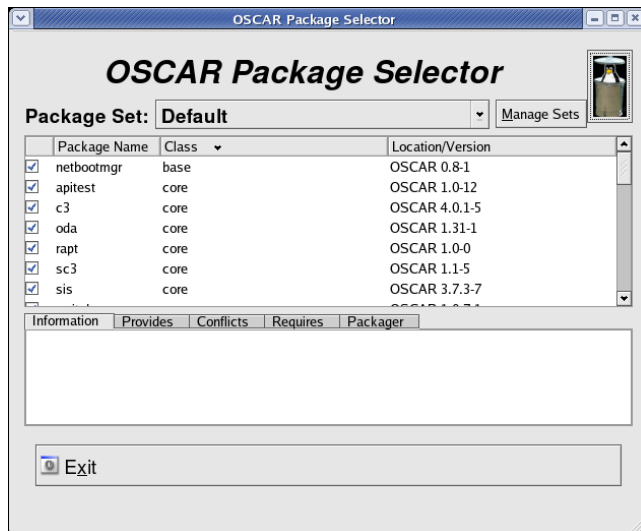 OSCAR Package Selector
OSCAR Package Selector
Package Set: Default Manage Sets
Package Name Class Location/Version
netbootmgr base OSCAR 0.8-1
apitest core OSCAR 1.0-12
c3 core OSCAR 4.0.1-5
oda core OSCAR 1.31-1
rapt core OSCAR 1.0-0
sc3 core OSCAR 1.1-5
sis core OSCAR 3.7.3-7
Information Provides Conflicts Requires Packager
Exit